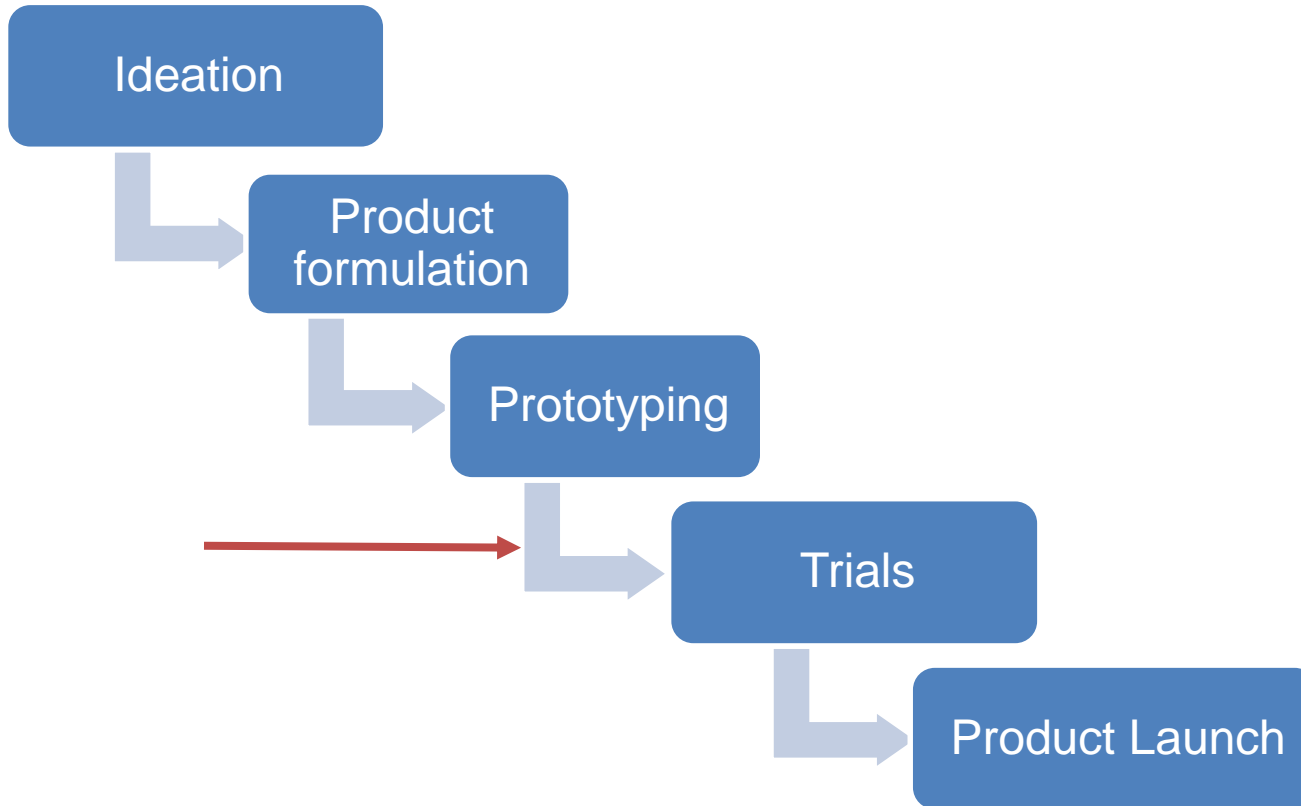 Ideation
Product
formulation
Prototyping
Trials
Product Launch